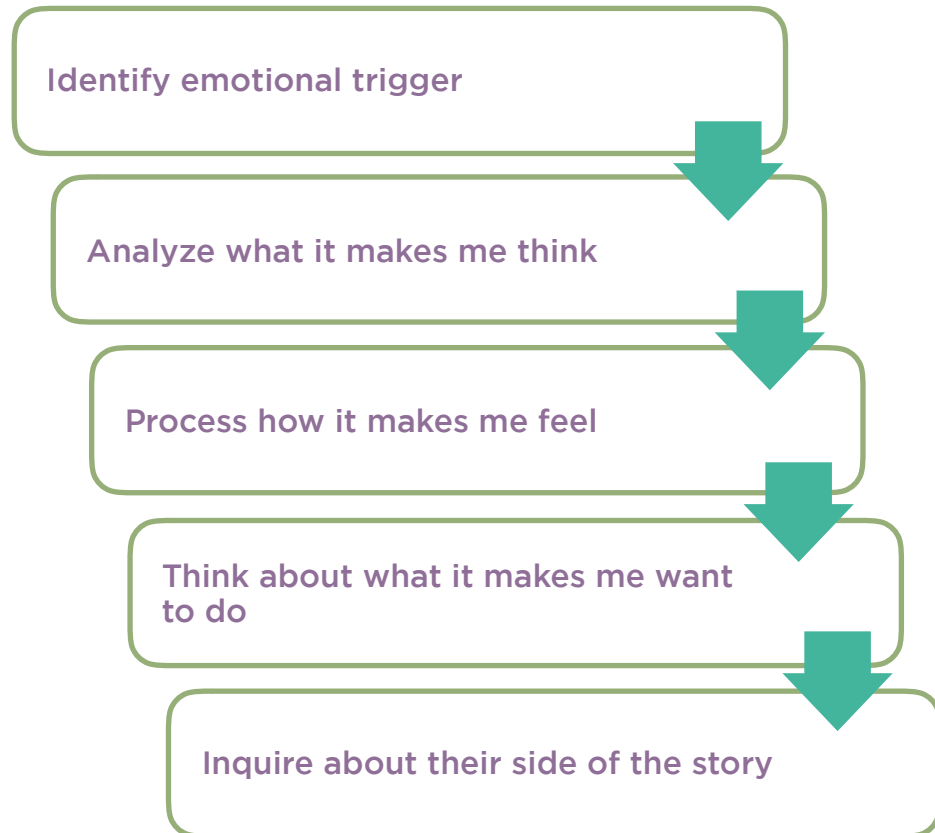 Identify emotional trigger
Analyze what it makes me think
Process how it makes me feel
Think about what it makes me want
to do
Inquire about their side of the story